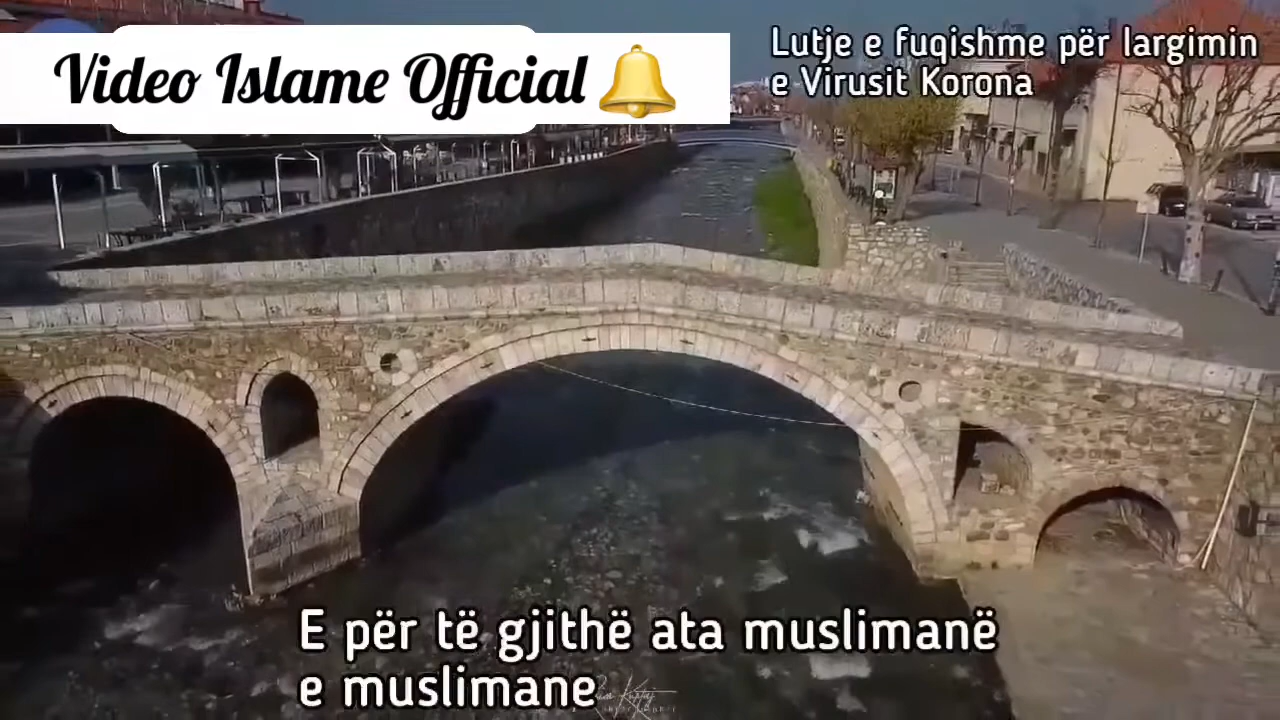 Video Islame Official
Lutje e fuqishme për largimin
e Virusit Korona
E për të gjithë ata muslimanë
e muslimane